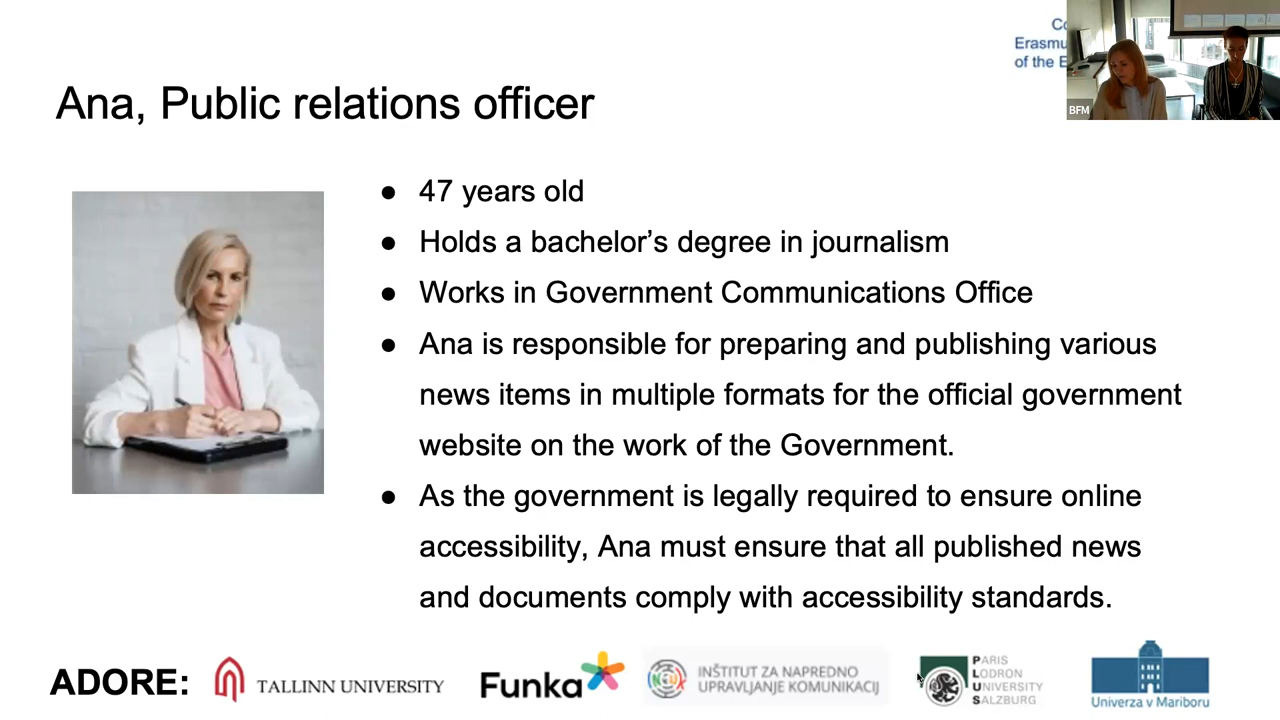 Co
Erasmu
of the E
BFM
Ana, Public relations officer
● 47 years old
● Holds a bachelor’s degree in journalism
● Works in Government Communications Office
● Ana is responsible for preparing and publishing various
news items in multiple formats for the official government
website on the work of the Government.
● As the government is legally required to ensure online
accessibility, Ana must ensure that all published news
and documents comply with accessibility standards.
ADORE:
TALLINN UNIVERSITY
Funka
INŠTITUT ZA NAPREDNO
UPRAVLJANJE KOMUNIKACIJ
PARIS
LODRON
UNIVERSITY
SALZBURG
Univerza v Mariboru